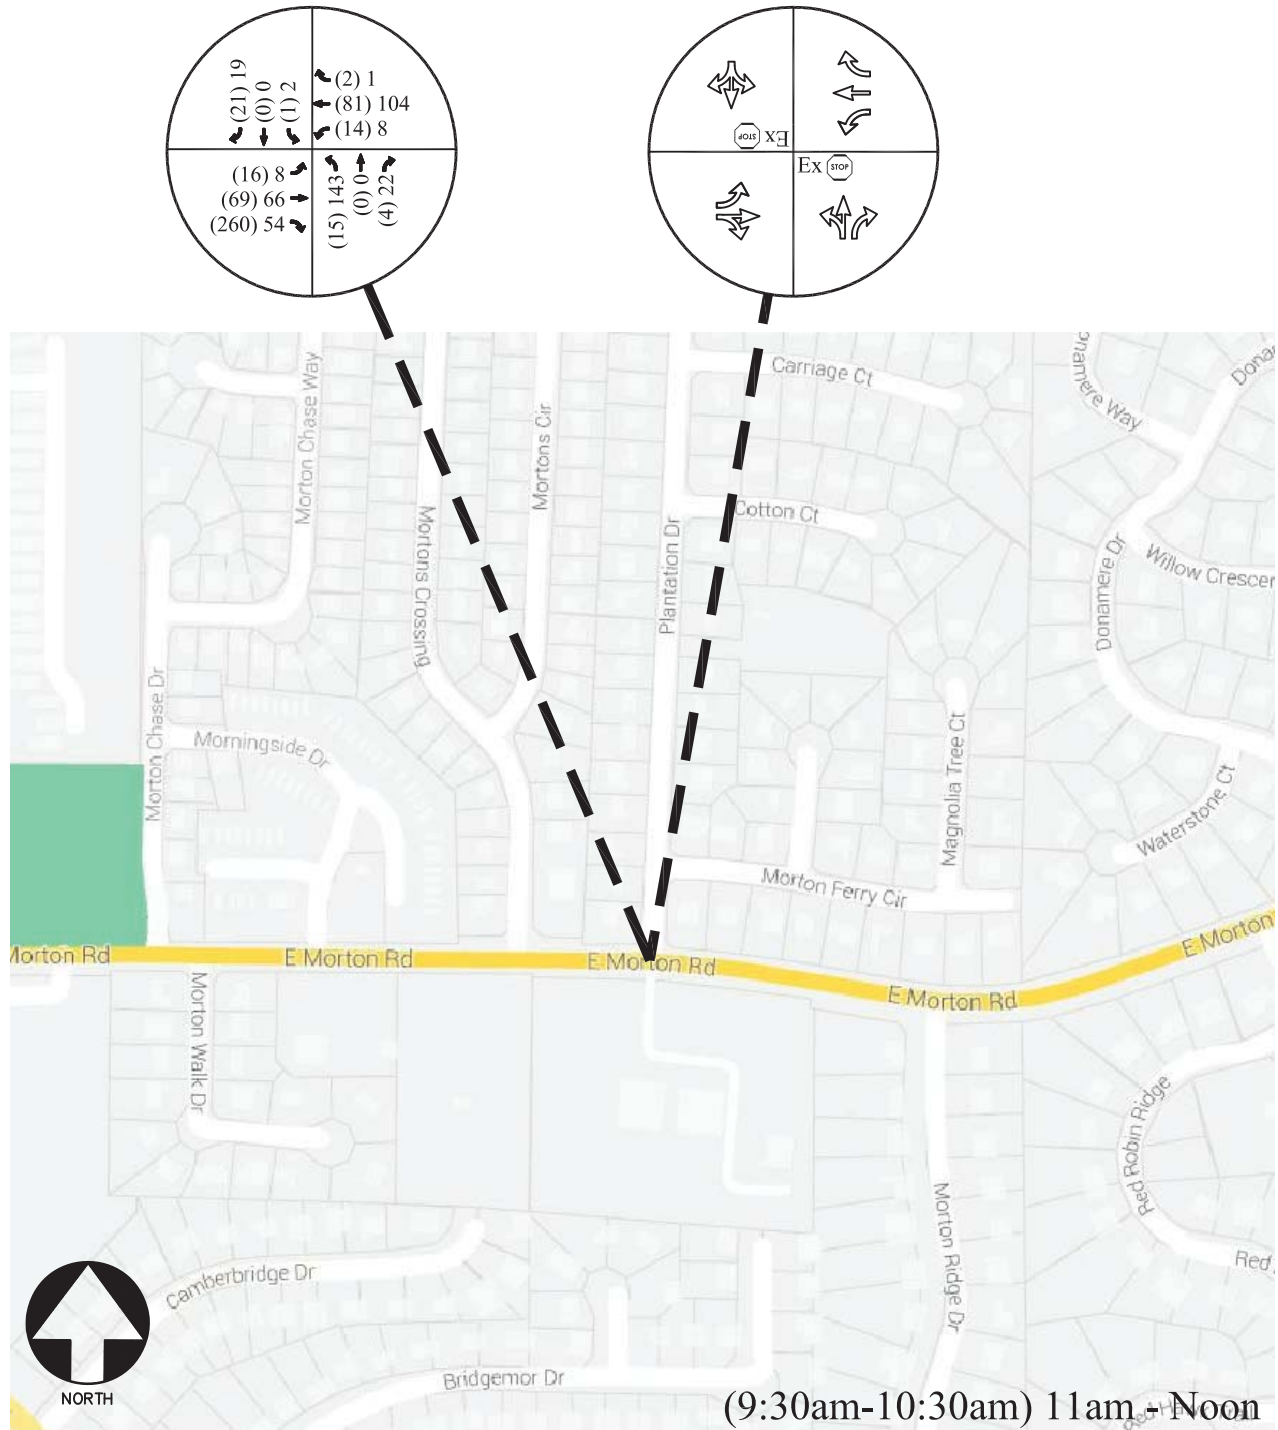 (21) 19
(0) 0
(1) 2
(2) 1
(81) 104
(14) 8
(16) 8
(69) 66
(260) 54
(15) 143
(0) 0
(4) 22
STOP
Ex
Ex
STOP
Carriage Ct
Cotton Ct
Morton Chase Way
Mortons Cir
Mortons Crossing
Plantation Dr
Donamere Dr
Willow Crescen
Morton Chase Dr
Morningside Dr
Magnolia Tree Ct
Waterstone Ct
Morton Ferry Cir
Morton Rd
E Morton Rd
E Morton Rd
E Morton Rd
E Morton
Morton Walk Dr
Red Robin Ridge
Morton Ridge Dr
Red
Camberbridge Dr
Bridgemor Dr
NORTH
(9:30am-10:30am) 11am - Noon